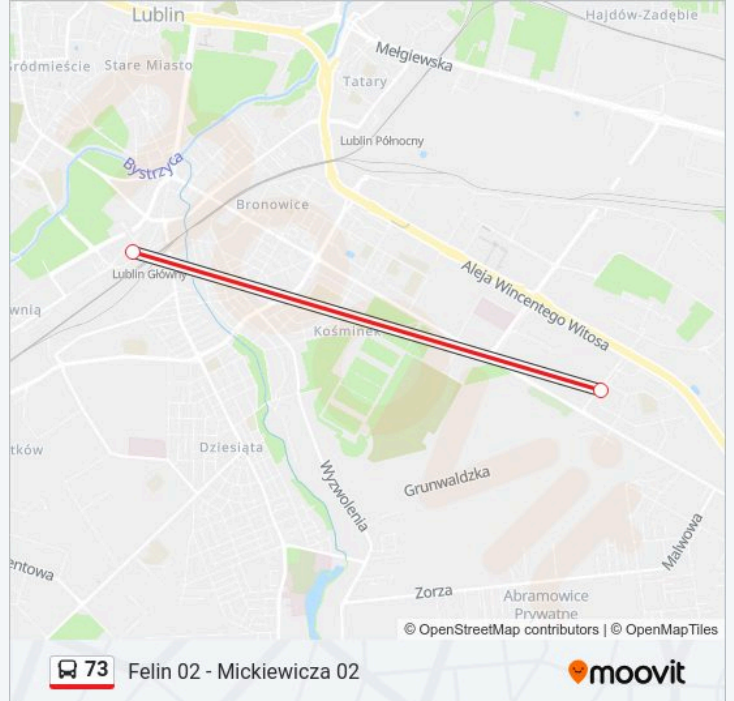 Lublin
Hajdów-Zadębie
Mełgiewska
Śródmieście
Stare Miasto
Tatary
Lublin Północny
Bystrzyca
Bronowice
Lublin Główny
Aleja Wincentego Witosa
wnią
Kośminek
Dziesiąta
tków
Wyzwolenia
Grunwaldzka
Malwowa
entowa
Zorza
Abramowice
Prywatne
© OpenStreetMap contributors | © OpenMapTiles
73 Felin 02 - Mickiewicza 02
moovit